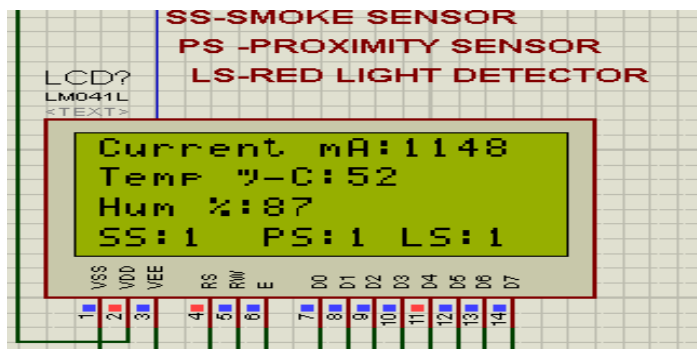 SS-SMOKE SENSOR
PS -PROXIMITY SENSOR
LS-RED LIGHT DETECTOR
LCD?
LM041L
<TEXT>
Current mA:1148
Temp ツ-C:52
Hum %:87
SS:1 PS:1 LS:1
VSS VDD VEE RS RW E D0 D1 D2 D3 D4 D5 D6 D7
1 2 3 4 5 6 7 8 9 10 11 12 13 14